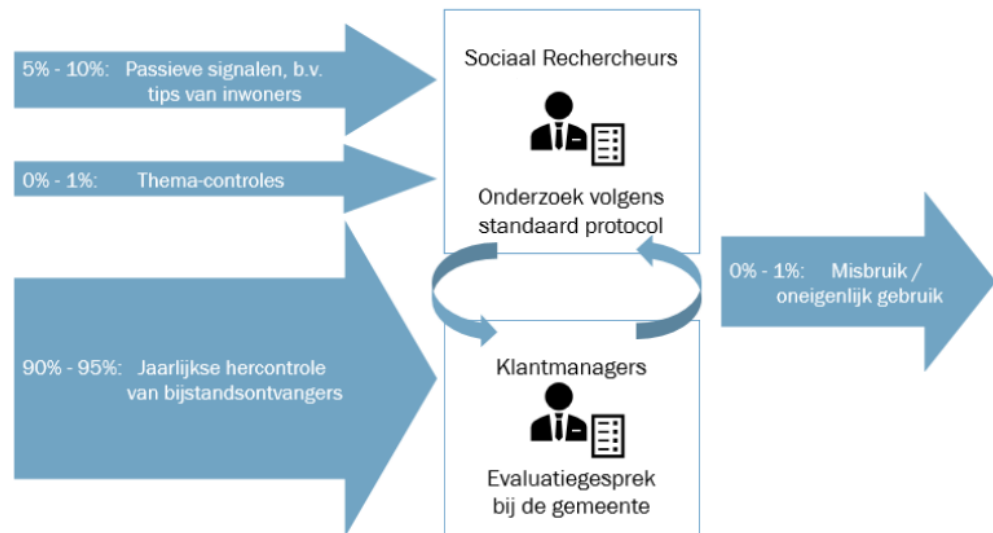 5% - 10%: Passieve signalen, b.v.
tips van inwoners
0% - 1%: Thema-controles
90% - 95%: Jaarlijkse hercontrole
van bijstandsontvangers
Sociaal Rechercheurs
Onderzoek volgens
standaard protocol
Klantmanagers
Evaluatiegesprek
bij de gemeente
0% - 1%: Misbruik /
oneigenlijk gebruik